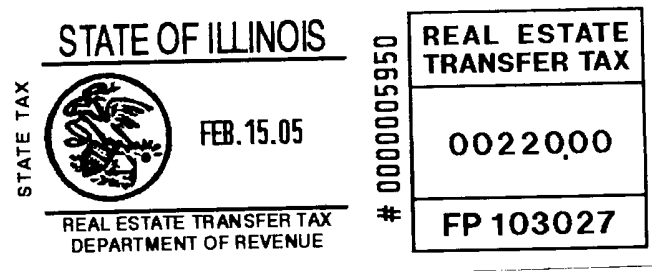 STATE OF ILLINOIS
STATE TAX
FEB. 15.05
REAL ESTATE TRANSFER TAX
DEPARTMENT OF REVENUE
# 0000005950
REAL ESTATE
TRANSFER TAX
00220.00
FP 103027